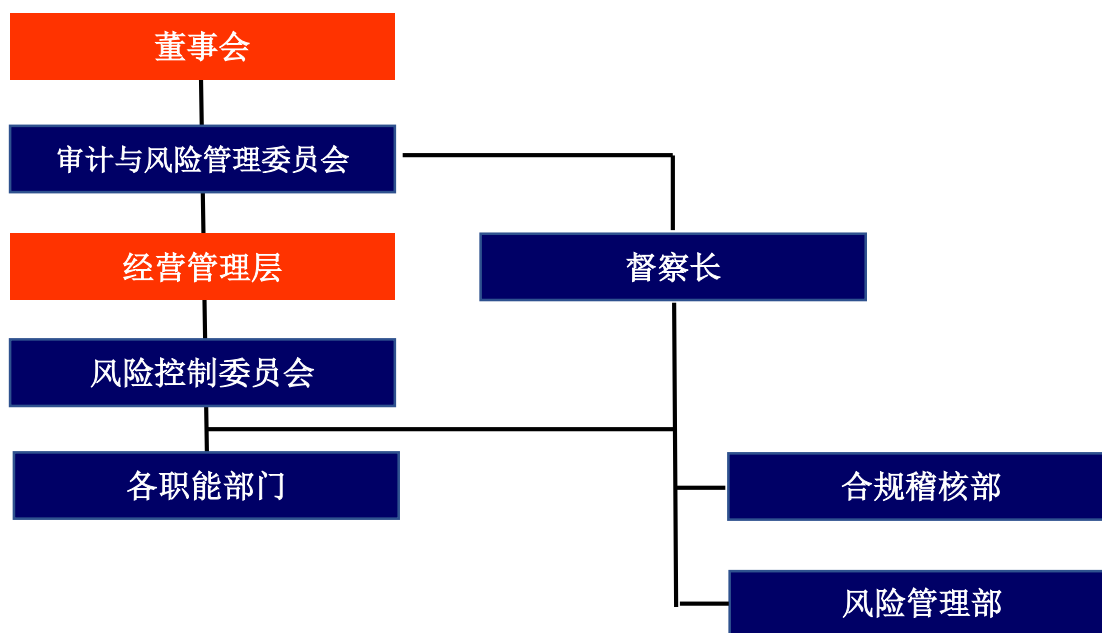 董事会
审计与风险管理委员会
经营管理层
督察长
风险控制委员会
各职能部门
合规稽核部
风险管理部